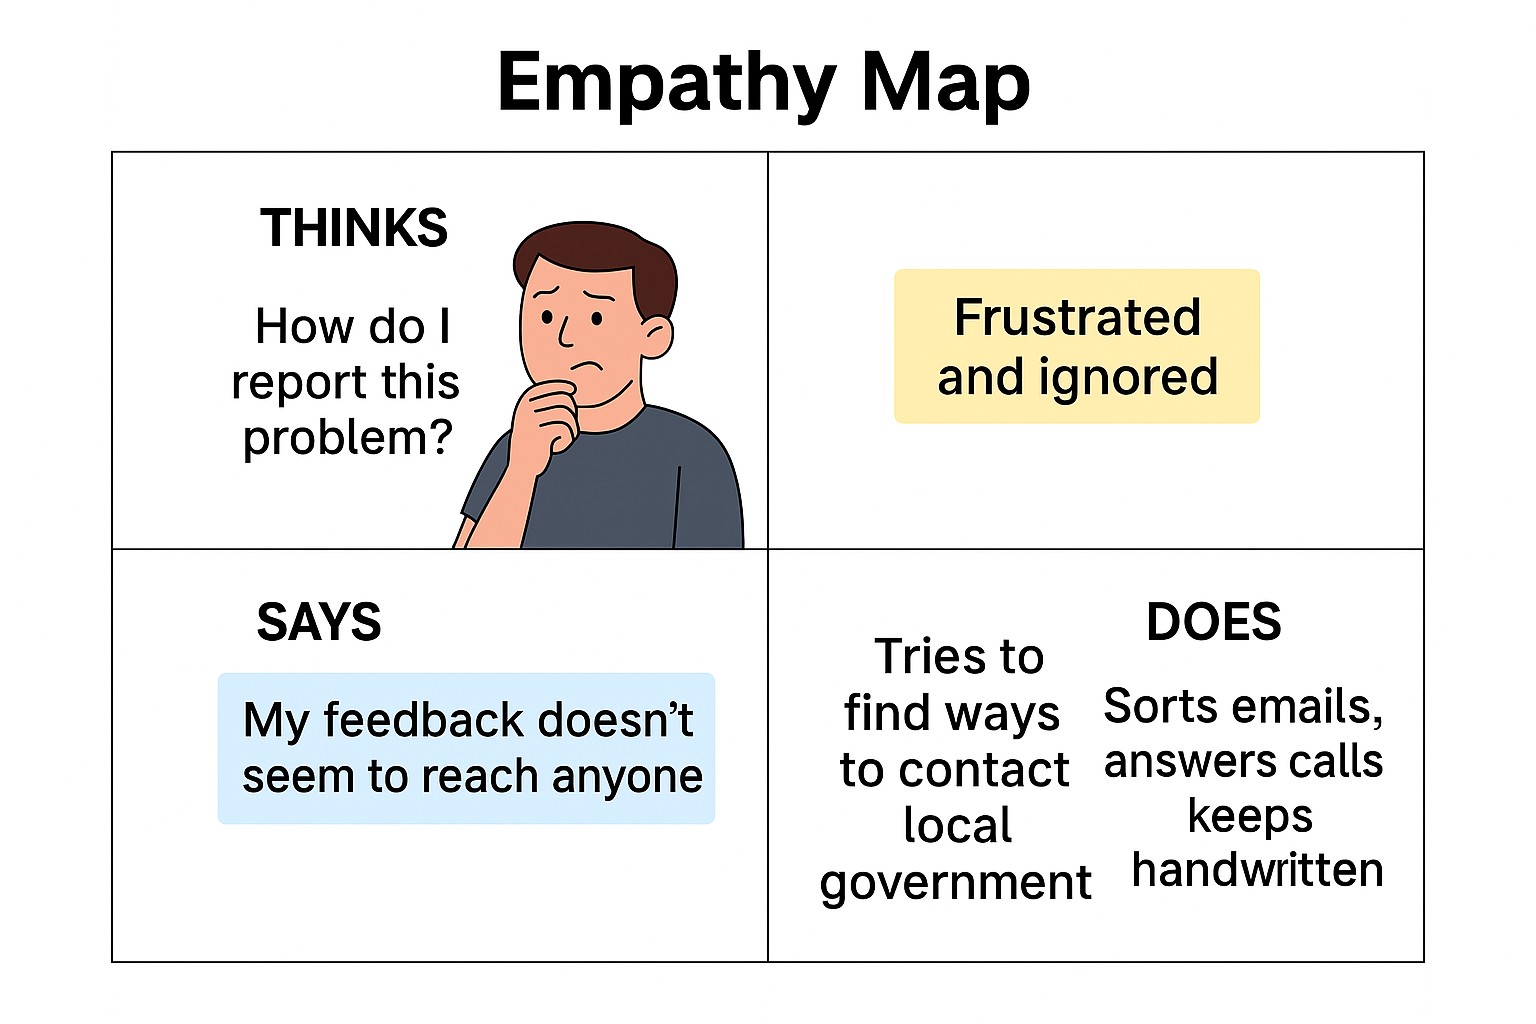 Empathy Map
THINKS
How do I
report this
problem?
Frustrated
and ignored
SAYS
My feedback doesn’t
seem to reach anyone
DOES
Tries to
find ways
to contact
local
government
Sorts emails,
answers calls
keeps
handwritten